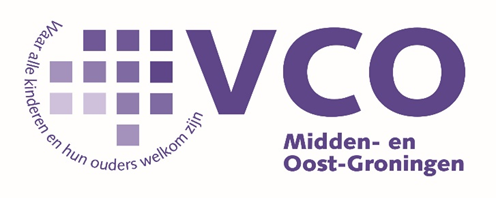 Waar alle kinderen en hun ouders welkom zijn
VCO
Midden- en
Oost-Groningen